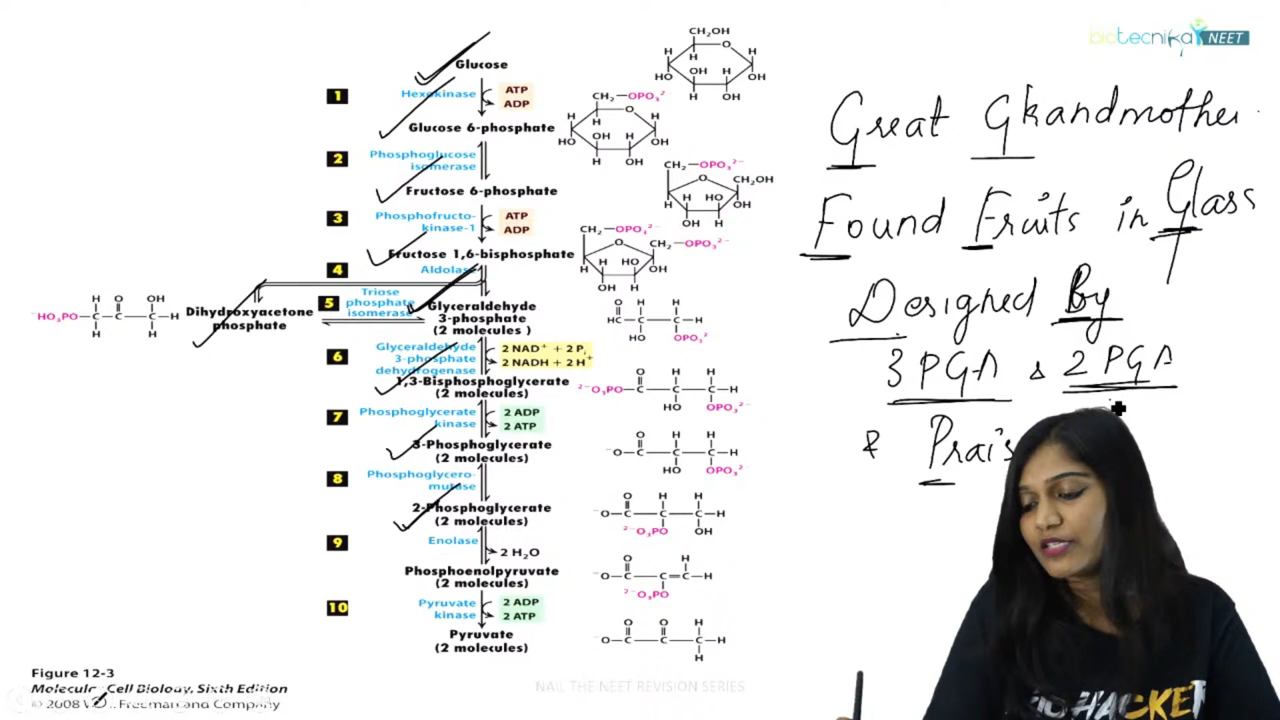 biotecnika NEET
Glucose
1
Hexokinase
ATP
ADP
Glucose 6-phosphate
2
Phosphoglucose
isomerase
Fructose 6-phosphate
3
Phosphofructo-
kinase-1
ATP
ADP
Fructose 1,6-bisphosphate
4
Aldolase
Dihydroxyacetone
phosphate
5
Triose
phosphate
isomerase
Glyceraldehyde
3-phosphate
(2 molecules)
6
Glyceraldehyde
3-phosphate
dehydrogenase
2 NAD⁺ + 2 Pᵢ
2 NADH + 2 H⁺
1,3-Bisphosphoglycerate
(2 molecules)
7
Phosphoglycerate
kinase
2 ADP
2 ATP
3-Phosphoglycerate
(2 molecules)
8
Phosphoglycero-
mutase
2-Phosphoglycerate
(2 molecules)
9
Enolase
2 H₂O
Phosphoenolpyruvate
(2 molecules)
10
Pyruvate
kinase
2 ADP
2 ATP
Pyruvate
(2 molecules)
Great Grandmother
Found Fruits in Glass
Designed By
3 PGA & 2 PGA
& Prais
Figure 12-3
Molecular Cell Biology, Sixth Edition
© 2008 W.H. Freeman and Company
NAIL THE NEET REVISION SERIES
BIOHACKER